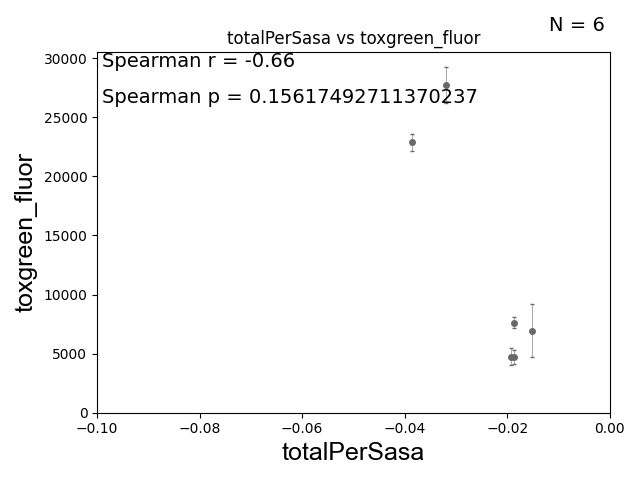 N = 6
totalPerSasa vs toxgreen_fluor
Spearman r = -0.66
Spearman p = 0.15617492711370237
toxgreen_fluor
30000
25000
20000
15000
10000
5000
0
−0.10
−0.08
−0.06
−0.04
−0.02
0.00
totalPerSasa